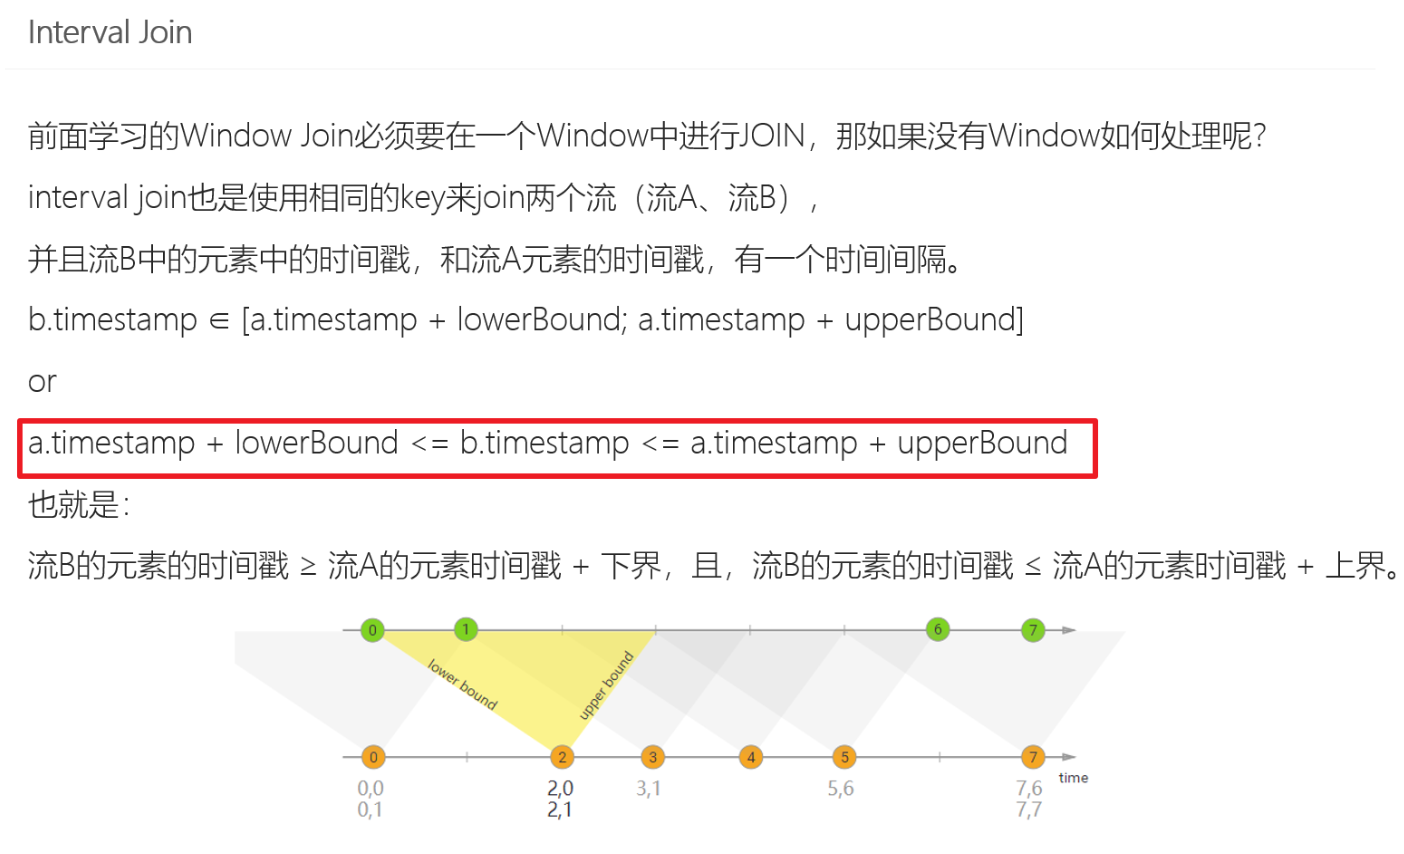 Interval Join
前面学习的Window Join必须要在一个Window中进行JOIN，那如果没有Window如何处理呢？
interval join也是使用相同的key来join两个流（流A、流B），
并且流B中的元素中的时间戳，和流A元素的时间戳，有一个时间间隔。
b.timestamp ∈ [a.timestamp + lowerBound; a.timestamp + upperBound]
or
a.timestamp + lowerBound <= b.timestamp <= a.timestamp + upperBound
也就是：
流B的元素的时间戳 ≥ 流A的元素时间戳 + 下界，且，流B的元素的时间戳 ≤ 流A的元素时间戳 + 上界。
0 1 6 7
lower bound
upper bound
0 2 3 4 5 7
time
0,0 2,0 3,1 5,6 7,6
0,1 2,1 7,7